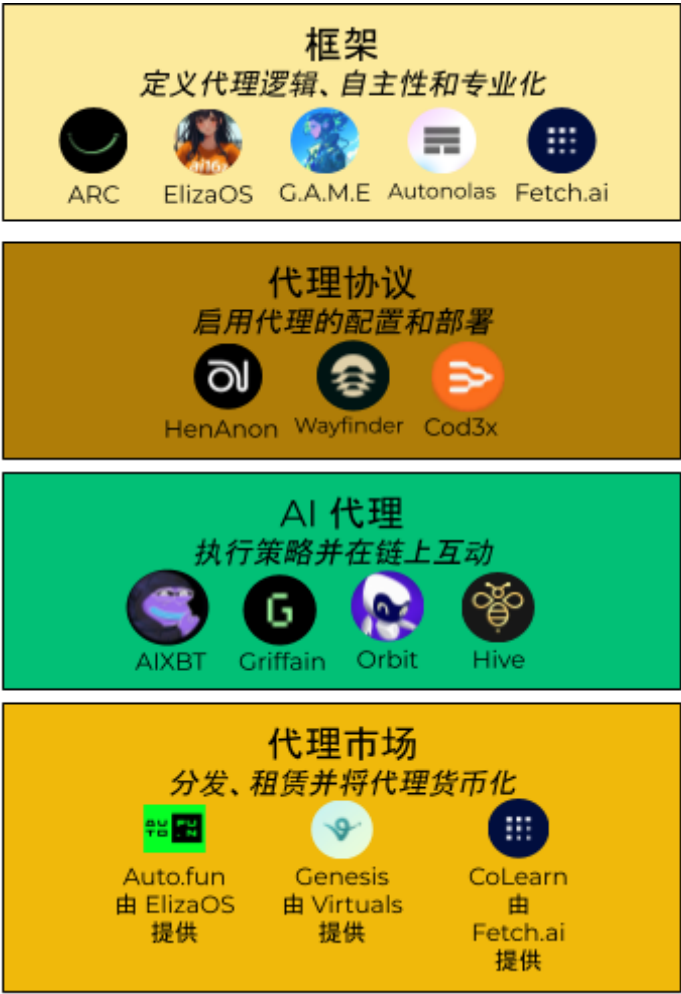 框架
定义代理逻辑、自主性和专业化
ai16z
ARC ElizaOS G.A.M.E Autonolas Fetch.ai
代理协议
启用代理的配置和部署
HenAnon Wayfinder Cod3x
AI 代理
执行策略并在链上互动
G
AIXBT Griffain Orbit Hive
代理市场
分发、租赁并将代理货币化
AUTO FUN
Auto.fun Genesis CoLearn
由 ElizaOS 由 Virtuals 由
提供 提供 Fetch.ai
提供